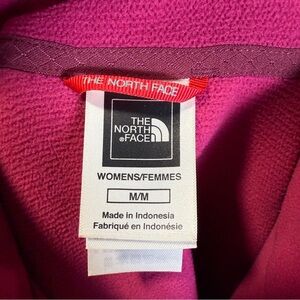 THE NORTH FACE
THE
NORTH
FACE
WOMENS/FEMMES
M/M
Made in Indonesia
Fabriqué en Indonésie